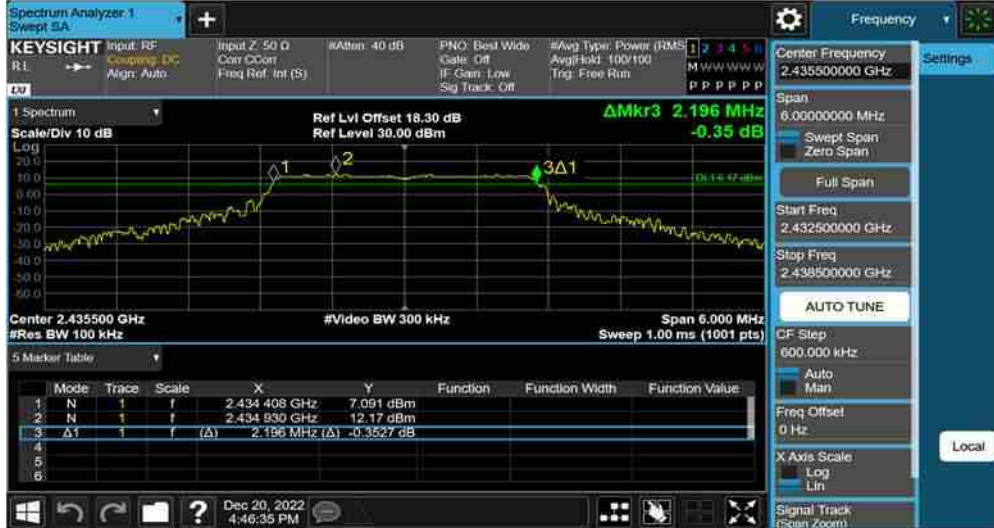 Spectrum Analyzer 1
Swept SA
+
Frequency
KEYSIGHT
RL
Input: RF
Coupling: DC
Align: Auto
Input Z: 50 Ω
Corr CCorr
Freq Ref: Int (S)
#Atten: 40 dB
PNO: Best Wide
Gate: Off
IF Gain: Low
Sig Track: Off
#Avg Type: Power (RMS
Avg|Hold: 100/100
Trig: Free Run
1 2 3 4 5 6
M W W W W W
P P P P P P
1 Spectrum
Scale/Div 10 dB
Ref Lvl Offset 18.30 dB
Ref Level 30.00 dBm
ΔMkr3 2.196 MHz
-0.35 dB
Log
20.0
10.0
0.00
-10.0
-20.0
-30.0
-40.0
-50.0
-60.0
1
2
3Δ1
Center 2.435500 GHz
#Res BW 100 kHz
#Video BW 300 kHz
Span 6.000 MHz
Sweep 1.00 ms (1001 pts)
5 Marker Table
Mode Trace Scale X Y Function Function Width Function Value
1 N 1 f 2.434 408 GHz 7.091 dBm
2 N 1 f 2.434 930 GHz 12.17 dBm
3 Δ1 1 f (Δ) 2.196 MHz (Δ) -0.3527 dB
4
5
6
?
Dec 20, 2022
4:46:35 PM
Center Frequency
2.435500000 GHz
Span
6.00000000 MHz
Swept Span
Zero Span
Full Span
Start Freq
2.432500000 GHz
Stop Freq
2.438500000 GHz
AUTO TUNE
CF Step
600.000 kHz
Auto
Man
Freq Offset
0 Hz
X Axis Scale
Log
Lin
Signal Track
(Span Zoom)
Settings
Local